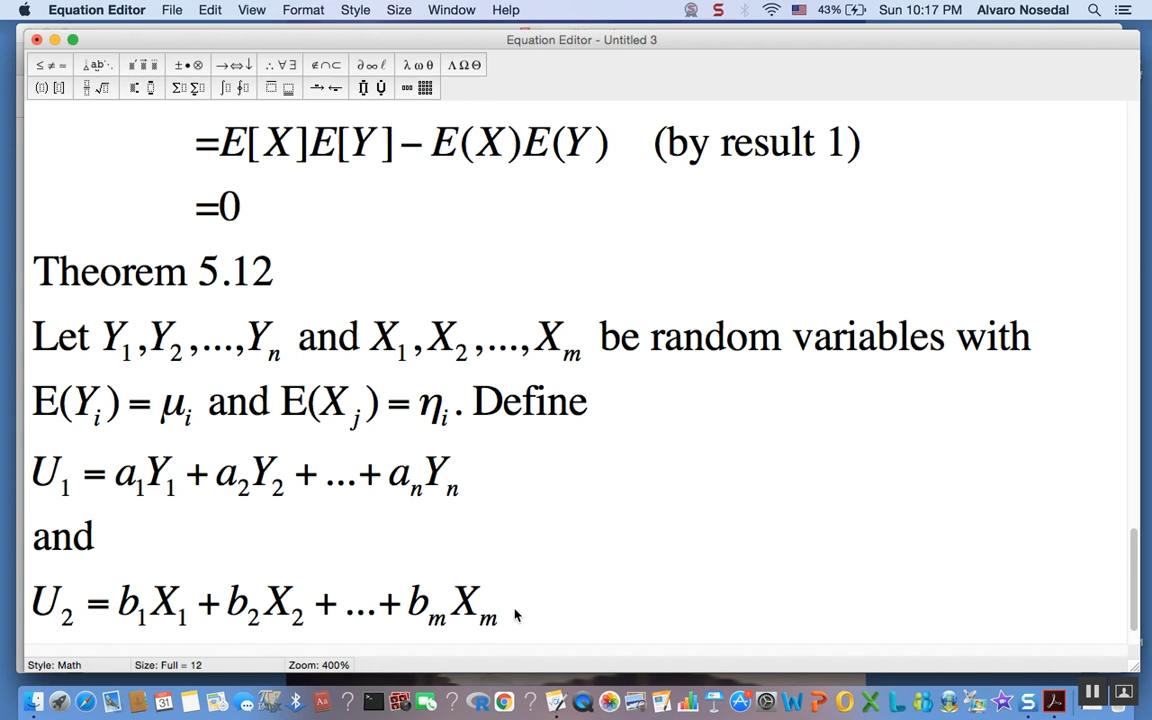 Equation Editor File Edit View Format Style Size Window Help 43% Sun 10:17 PM Alvaro Nosedal
Equation Editor - Untitled 3
=E[X]E[Y]−E(X)E(Y) (by result 1)
=0
Theorem 5.12
Let Y₁,Y₂,...,Yₙ and X₁,X₂,...,Xₘ be random variables with
E(Yᵢ)=μᵢ and E(Xⱼ)=ηᵢ. Define
U₁ = a₁Y₁ + a₂Y₂ + ...+ aₙYₙ
and
U₂ = b₁X₁ + b₂X₂ + ...+ bₘXₘ
Style: Math Size: Full = 12 Zoom: 400%